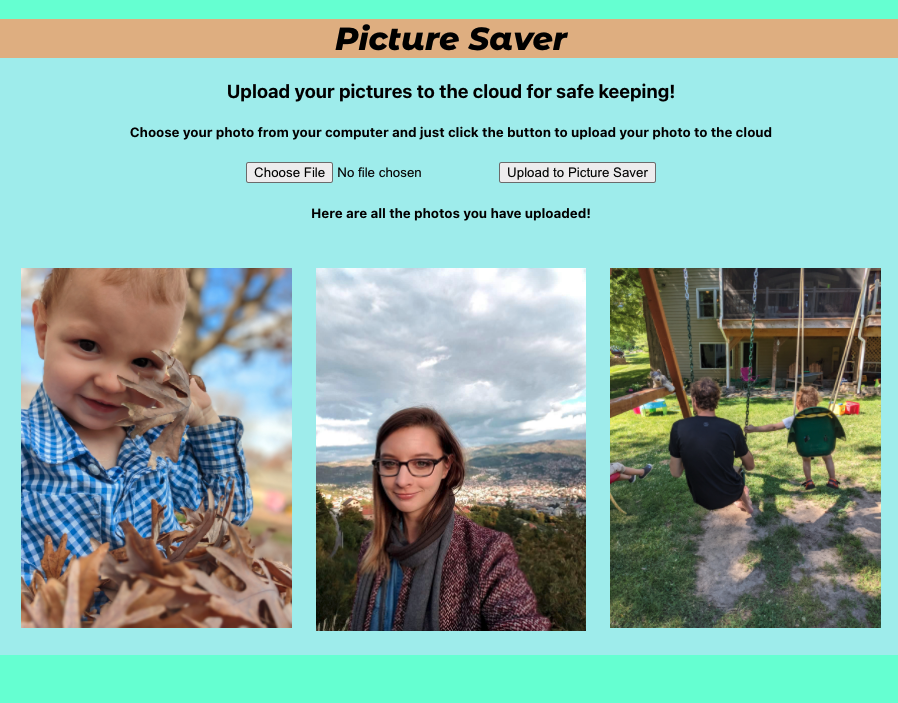 Picture Saver
Upload your pictures to the cloud for safe keeping!
Choose your photo from your computer and just click the button to upload your photo to the cloud
Choose File No file chosen Upload to Picture Saver
Here are all the photos you have uploaded!